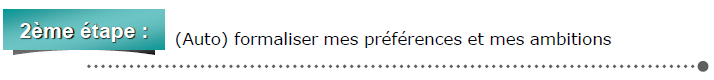 2ème étape :
(Auto) formaliser mes préférences et mes ambitions